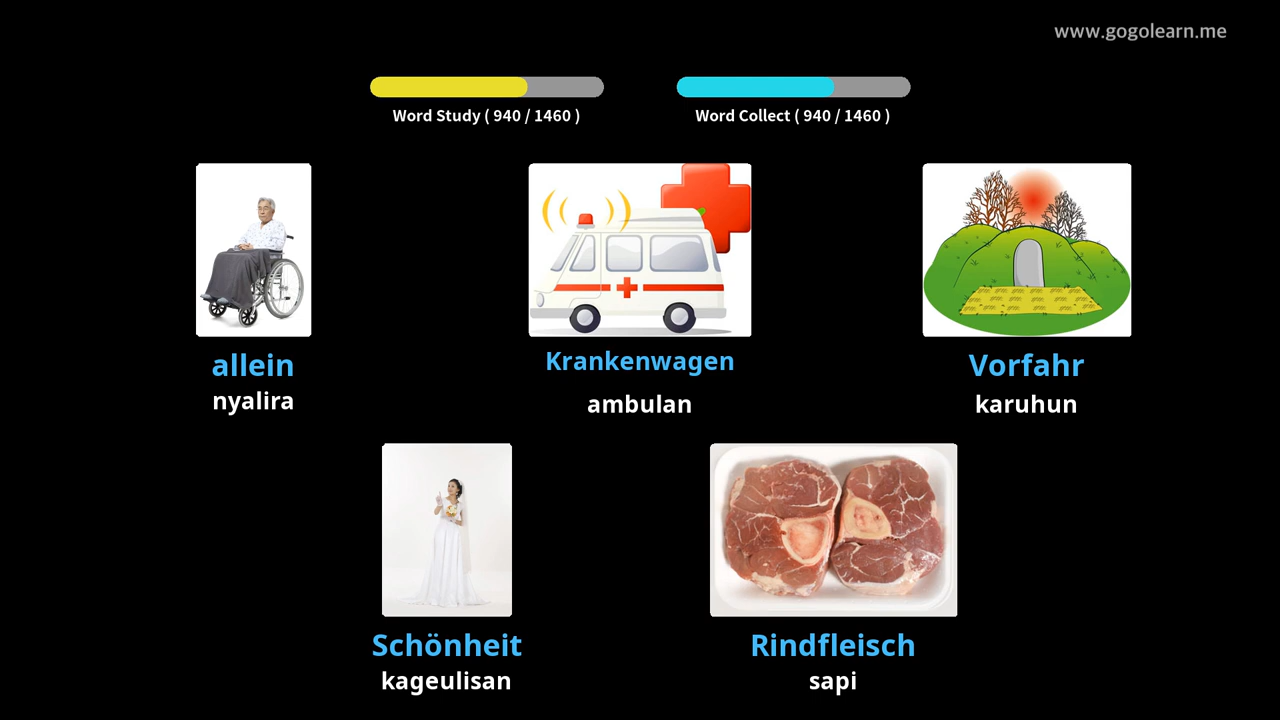 www.gogolearn.me
Word Study ( 940 / 1460 )
Word Collect ( 940 / 1460 )
allein
nyalira
Krankenwagen
ambulan
Vorfahr
karuhun
Schönheit
kageulisan
Rindfleisch
sapi